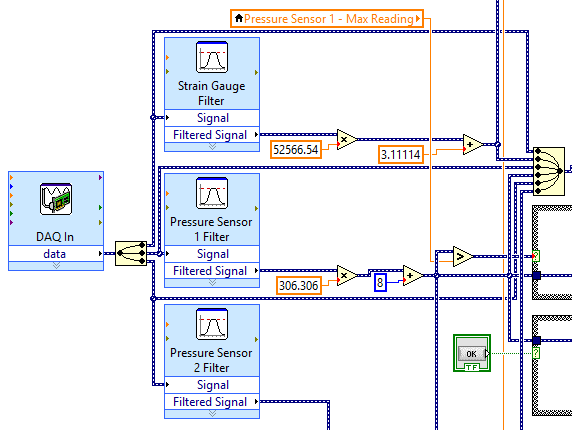 Pressure Sensor 1 - Max Reading
Strain Gauge
Filter
Signal
Filtered Signal
52566.54
×
3.11114
+
DAQ In
data
Pressure Sensor
1 Filter
Signal
Filtered Signal
306.306
×
8
+
>
?
Pressure Sensor
2 Filter
Signal
Filtered Signal
OK
TF
?